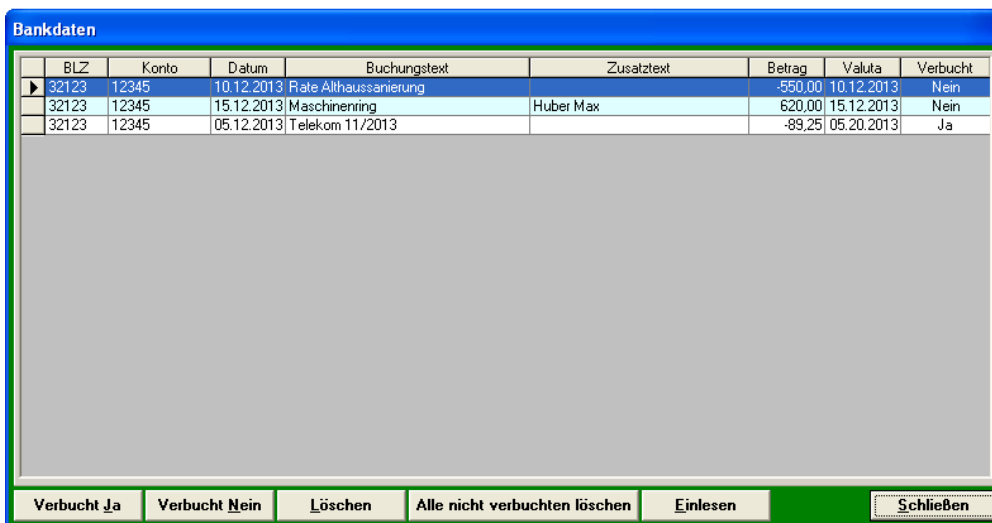 Bankdaten
BLZ Konto Datum Buchungstext Zusatztext Betrag Valuta Verbucht
32123 12345 10.12.2013 Rate Althaussanierung -550,00 10.12.2013 Nein
32123 12345 15.12.2013 Maschinenring Huber Max 620,00 15.12.2013 Nein
32123 12345 05.12.2013 Telekom 11/2013 -89,25 05.20.2013 Ja
Verbucht Ja Verbucht Nein Löschen Alle nicht verbuchten löschen Einlesen Schließen